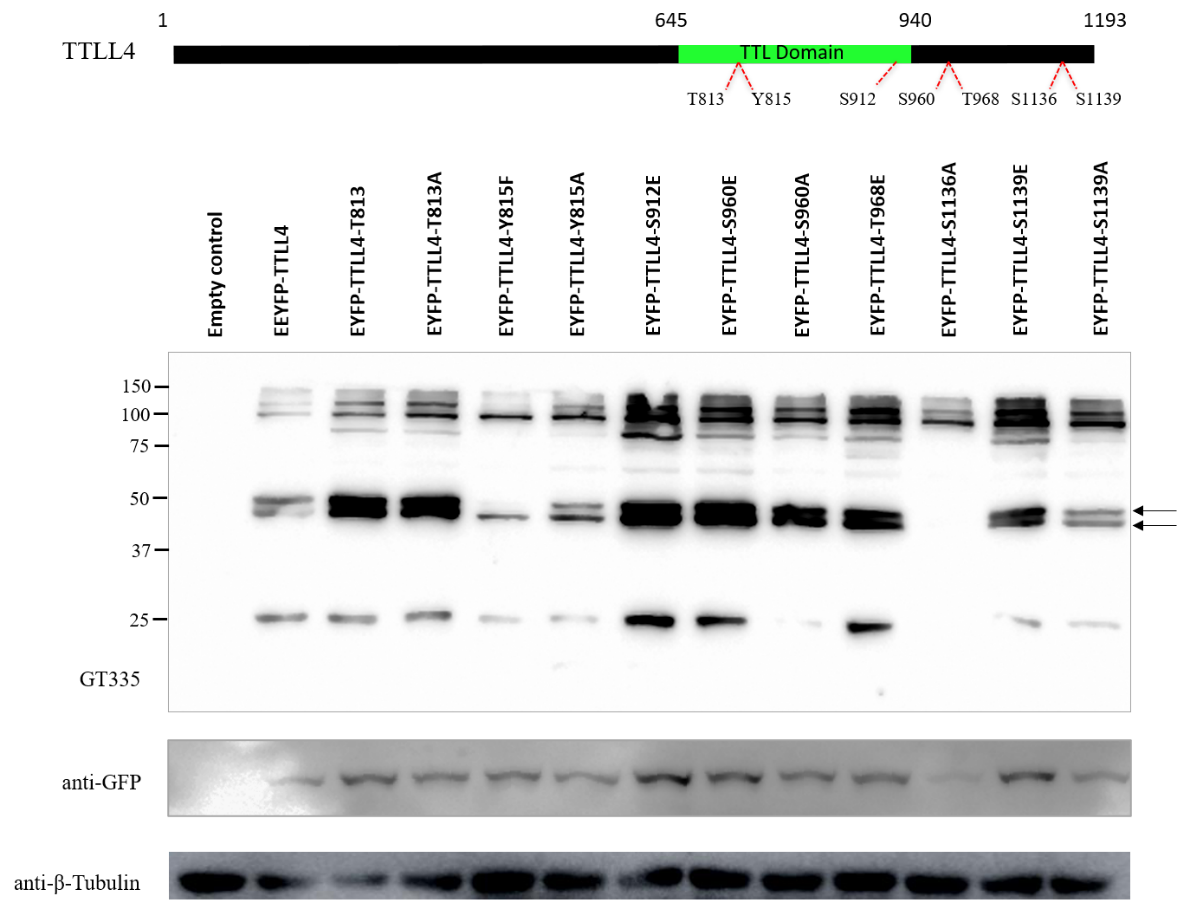 1 645 940 1193
TTLL4 TTL Domain
T813 Y815 S912 S960 T968 S1136 S1139
Empty control
EEYFP-TTLL4
EYFP-TTLL4-T813
EYFP-TTLL4-T813A
EYFP-TTLL4-Y815F
EYFP-TTLL4-Y815A
EYFP-TTLL4-S912E
EYFP-TTLL4-S960E
EYFP-TTLL4-S960A
EYFP-TTLL4-T968E
EYFP-TTLL4-S1136A
EYFP-TTLL4-S1139E
EYFP-TTLL4-S1139A
150
100
75
50
37
25
GT335
anti-GFP
anti-β-Tubulin